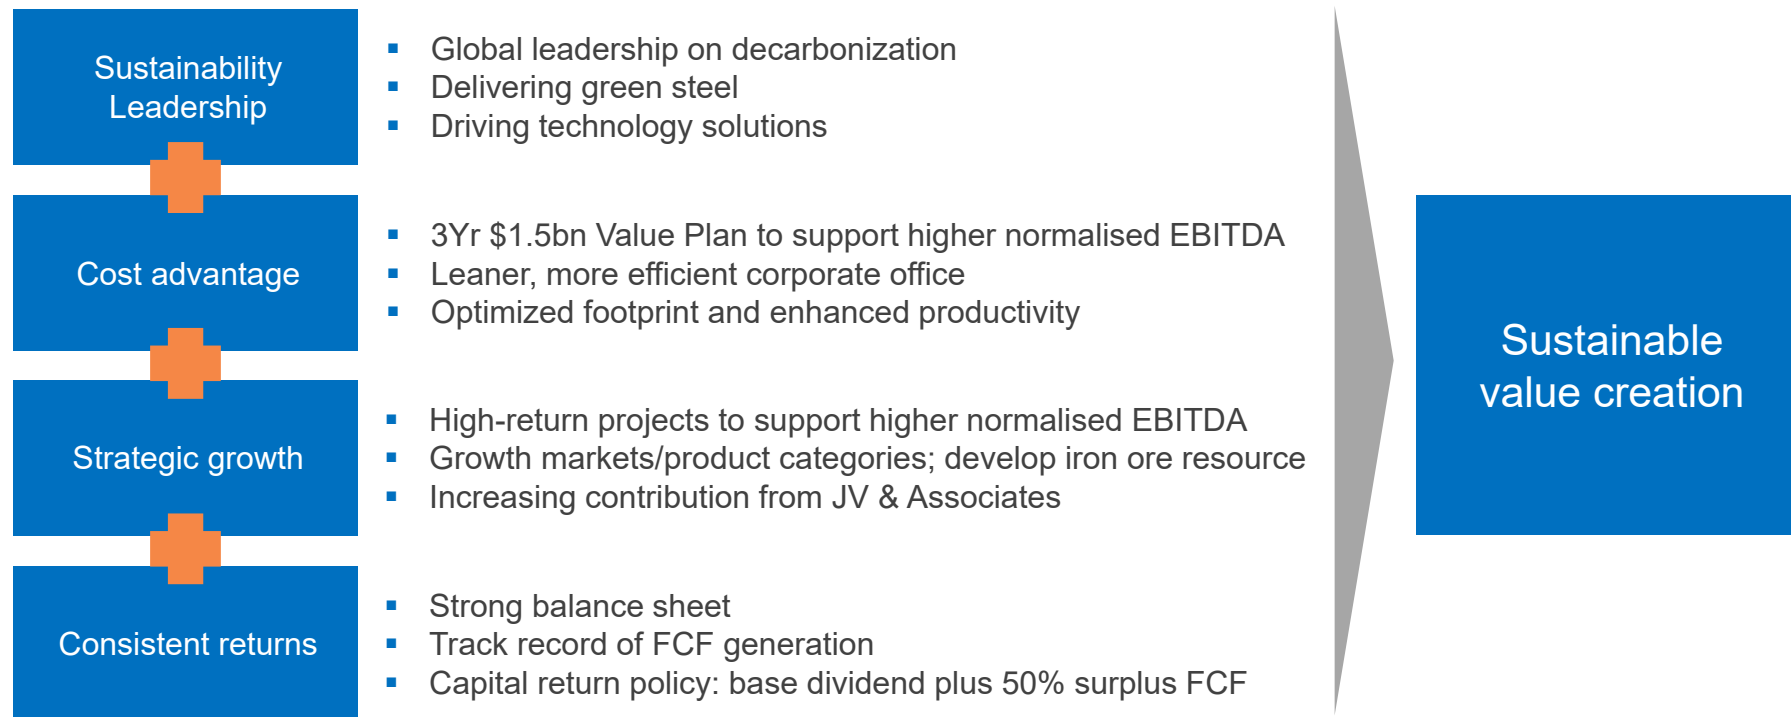 Sustainability
Leadership
Global leadership on decarbonization
Delivering green steel
Driving technology solutions
Cost advantage
3Yr $1.5bn Value Plan to support higher normalised EBITDA
Leaner, more efficient corporate office
Optimized footprint and enhanced productivity
Strategic growth
High-return projects to support higher normalised EBITDA
Growth markets/product categories; develop iron ore resource
Increasing contribution from JV & Associates
Consistent returns
Strong balance sheet
Track record of FCF generation
Capital return policy: base dividend plus 50% surplus FCF
Sustainable
value creation